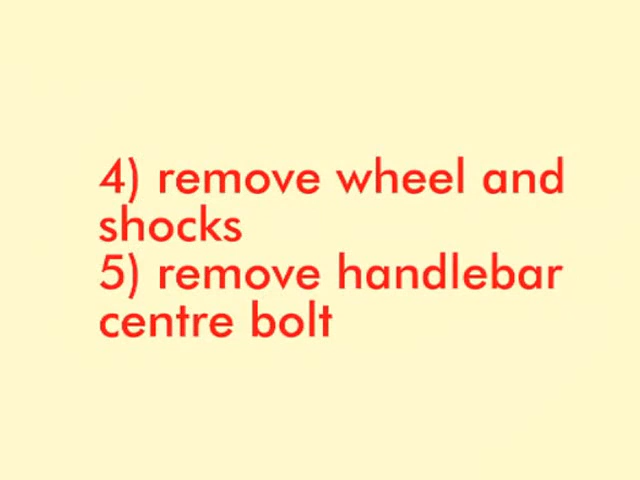 4) remove wheel and
shocks
5) remove handlebar
centre bolt